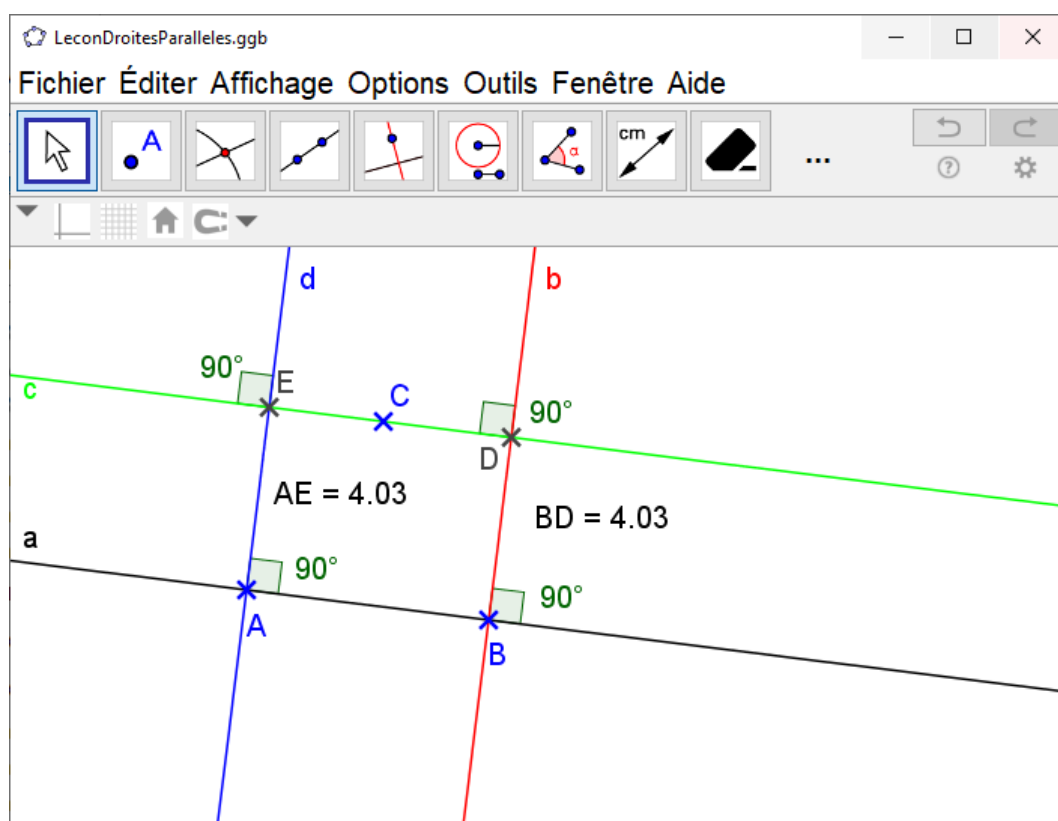 LeconDroitesParalleles.ggb
Fichier Éditer Affichage Options Outils Fenêtre Aide
A
α
cm
...
d
b
90°
E
c
C
90°
D
AE = 4.03
BD = 4.03
a
90°
90°
A
B